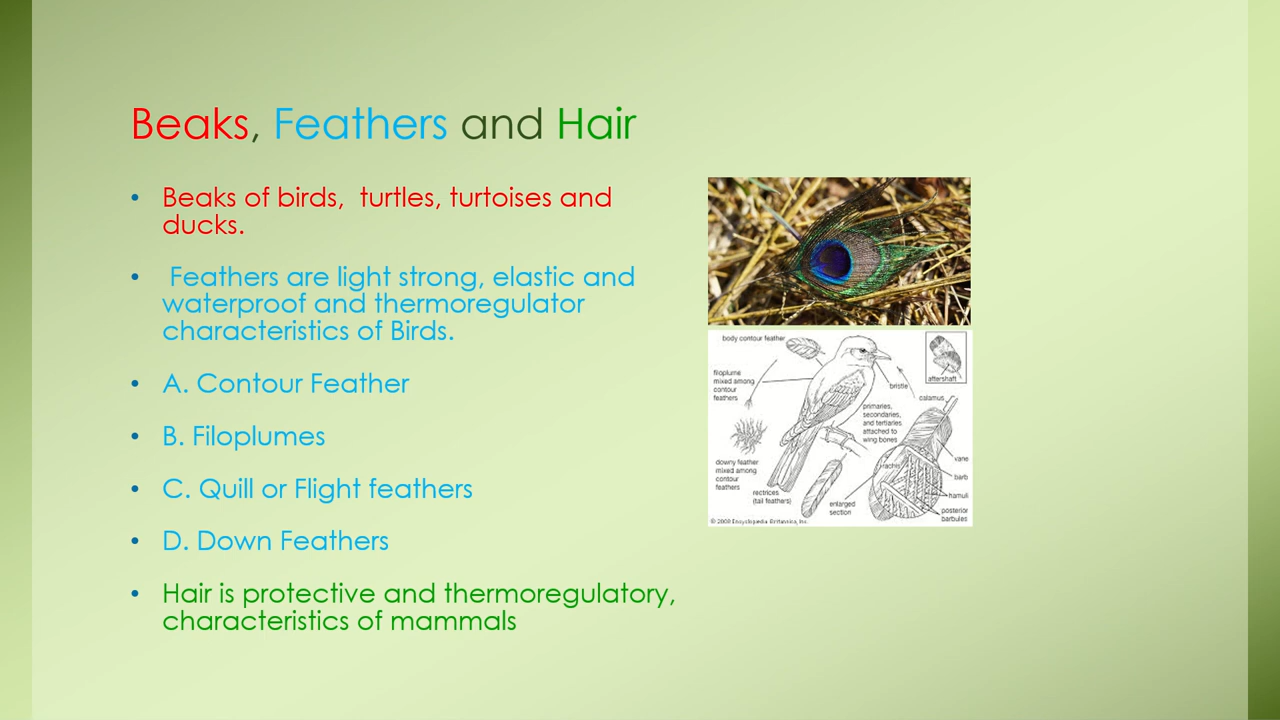 Beaks, Feathers and Hair
• Beaks of birds,  turtles, turtoises and
ducks.
• Feathers are light strong, elastic and
waterproof and thermoregulator
characteristics of Birds.
• A. Contour Feather
• B. Filoplumes
• C. Quill or Flight feathers
• D. Down Feathers
• Hair is protective and thermoregulatory,
characteristics of mammals
body contour feather
filoplume
mixed among
contour
feathers
bristle
aftershaft
calamus
primaries,
secondaries,
and tertiaries
attached to
wing bones
downy feather
mixed among
contour
feathers
rectrices
(tail feathers)
enlarged
section
rachis
vane
barb
hamuli
posterior
barbules
© 2008 Encyclopædia Britannica, Inc.